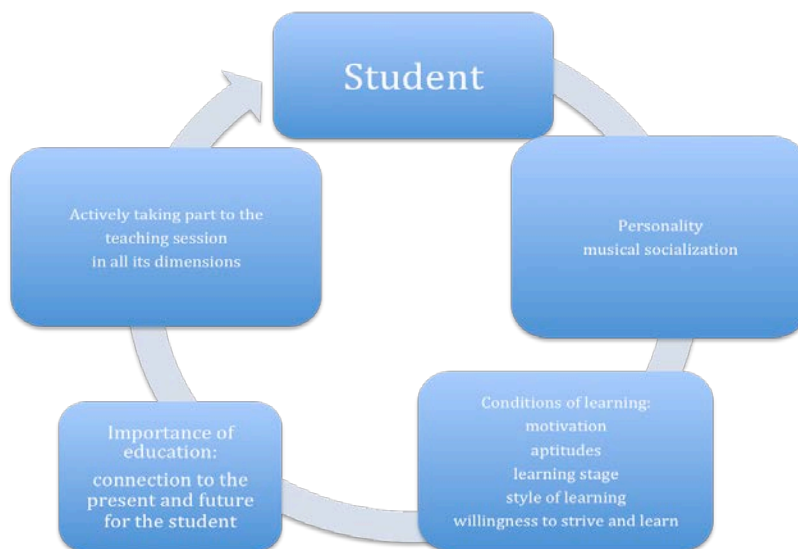 Student
Personality
musical socialization
Conditions of learning:
motivation
aptitudes
learning stage
style of learning
willingness to strive and learn
Importance of
education:
connection to the
present and future
for the student
Actively taking part to the
teaching session
in all its dimensions